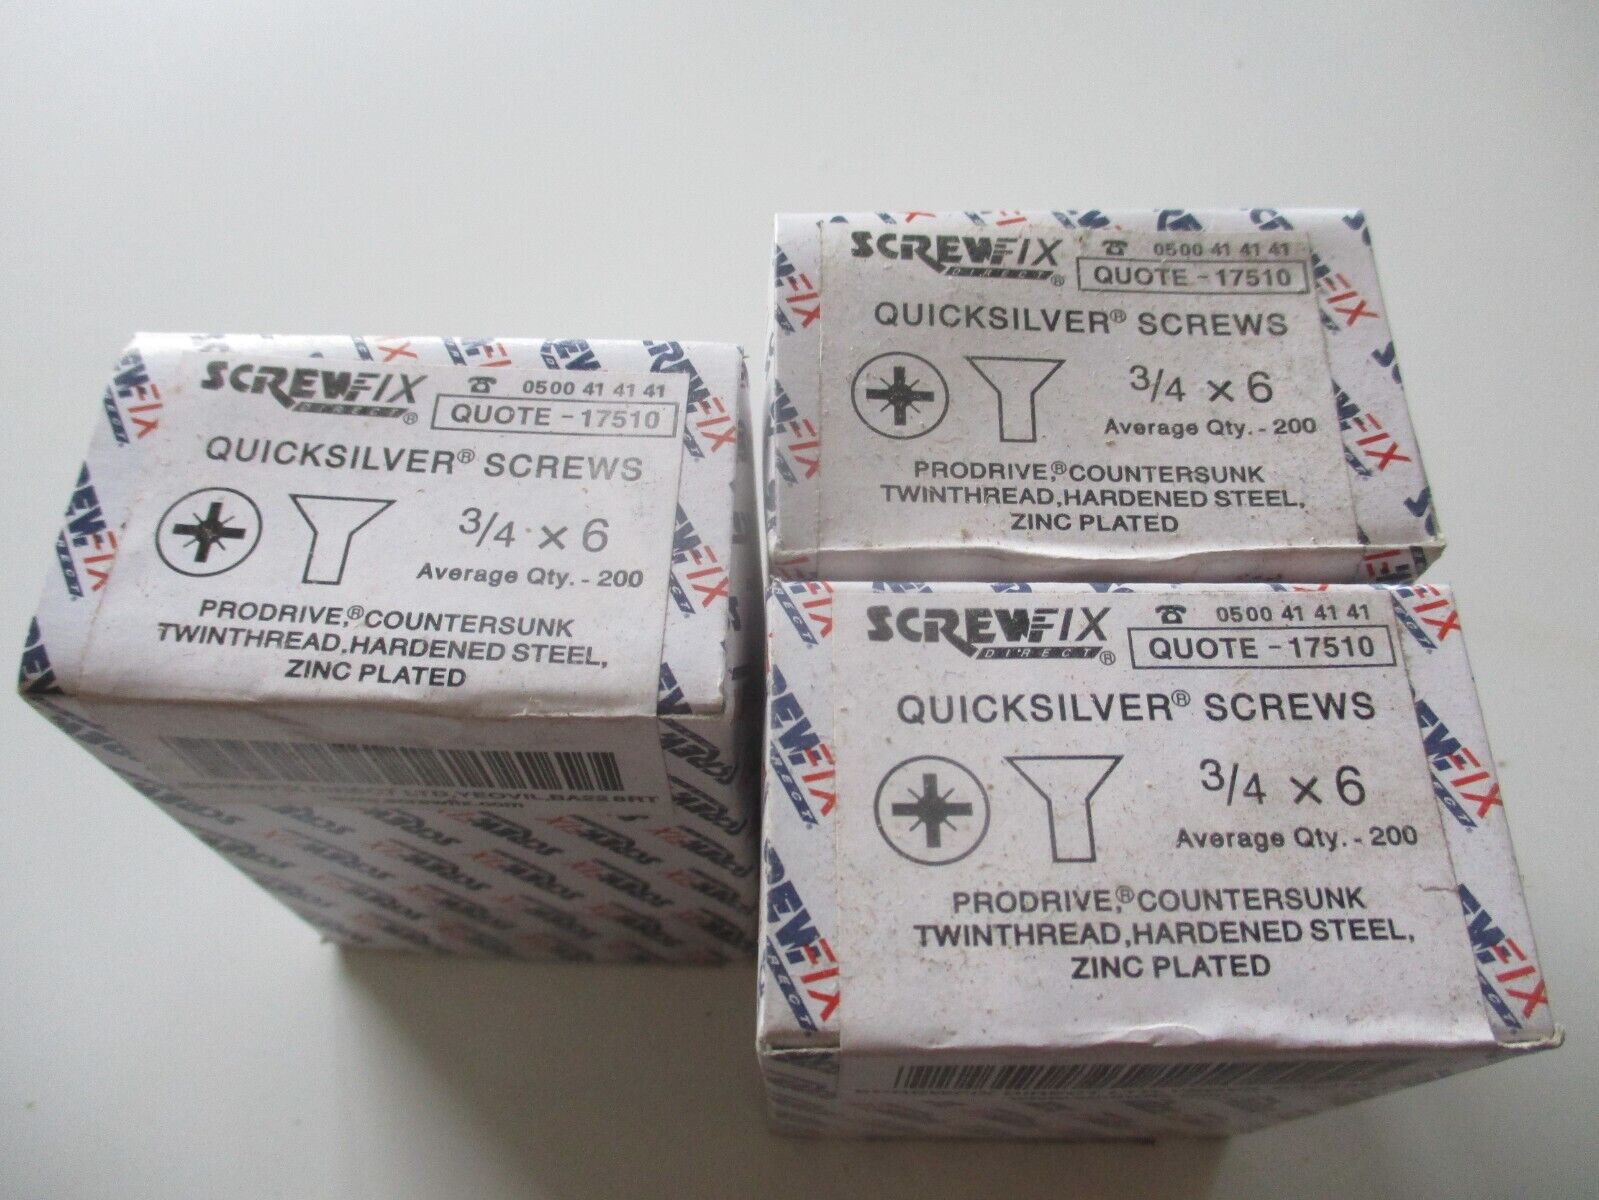 SCREWFIX
DIRECT®
☎ 0500 41 41 41
QUOTE - 17510
QUICKSILVER® SCREWS
3/4 × 6
Average Qty. - 200
PRODRIVE,® COUNTERSUNK
TWINTHREAD, HARDENED STEEL,
ZINC PLATED
YEOVIL, BA22 8RT
SCREWFIX
DIRECT®
☎ 0500 41 41 41
QUOTE - 17510
QUICKSILVER® SCREWS
3/4 × 6
Average Qty. - 200
PRODRIVE,® COUNTERSUNK
TWINTHREAD, HARDENED STEEL,
ZINC PLATED
SCREWFIX
DIRECT®
☎ 0500 41 41 41
QUOTE - 17510
QUICKSILVER® SCREWS
3/4 × 6
Average Qty. - 200
PRODRIVE,® COUNTERSUNK
TWINTHREAD, HARDENED STEEL,
ZINC PLATED